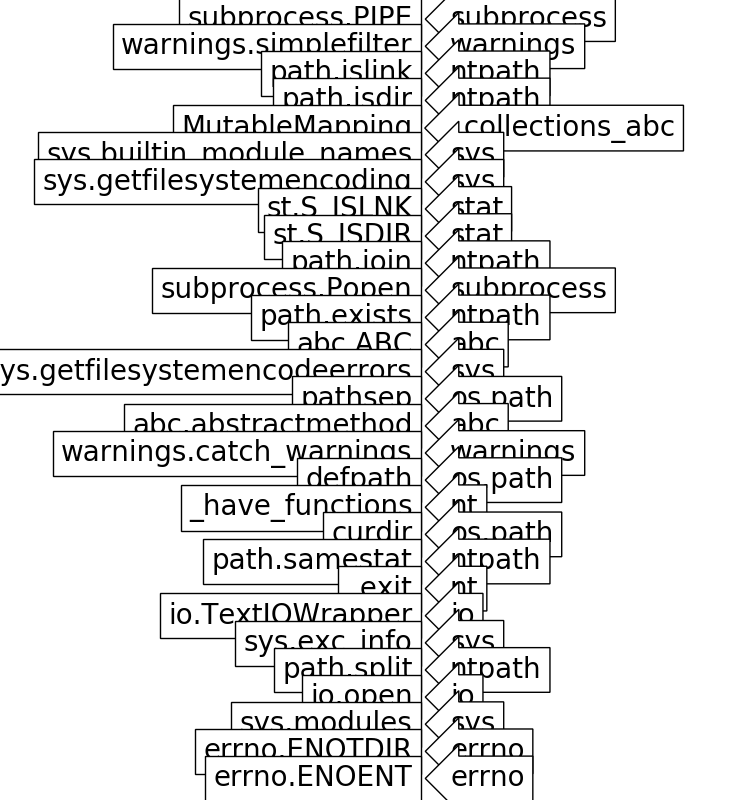 subprocess.PIPE subprocess
warnings.simplefilter warnings
path.islink ntpath
path.isdir ntpath
MutableMapping collections_abc
sys.builtin_module_names sys
sys.getfilesystemencoding sys
st.S_ISLNK stat
st.S_ISDIR stat
path.join ntpath
subprocess.Popen subprocess
path.exists ntpath
abc.ABC abc
ys.getfilesystemencodeerrors sys
pathsep os.path
abc.abstractmethod abc
warnings.catch_warnings warnings
defpath os.path
_have_functions nt
curdir os.path
path.samestat ntpath
_exit nt
io.TextIOWrapper io
sys.exc_info sys
path.split ntpath
io.open io
sys.modules sys
errno.ENOTDIR errno
errno.ENOENT errno